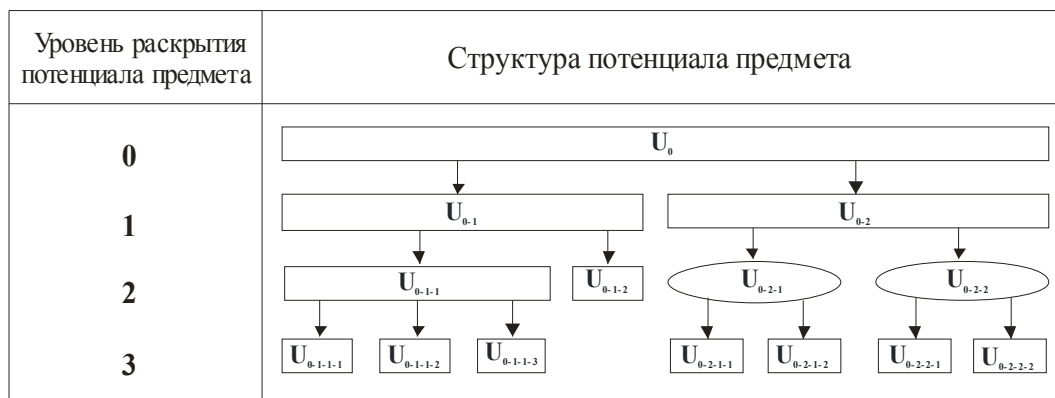 Уровень раскрытия
потенциала предмета
Структура потенциала предмета
0
U₀
1
U₀₋₁
U₀₋₂
2
U₀₋₁₋₁
U₀₋₁₋₂
U₀₋₂₋₁
U₀₋₂₋₂
3
U₀₋₁₋₁₋₁
U₀₋₁₋₁₋₂
U₀₋₁₋₁₋₃
U₀₋₂₋₁₋₁
U₀₋₂₋₁₋₂
U₀₋₂₋₂₋₁
U₀₋₂₋₂₋₂